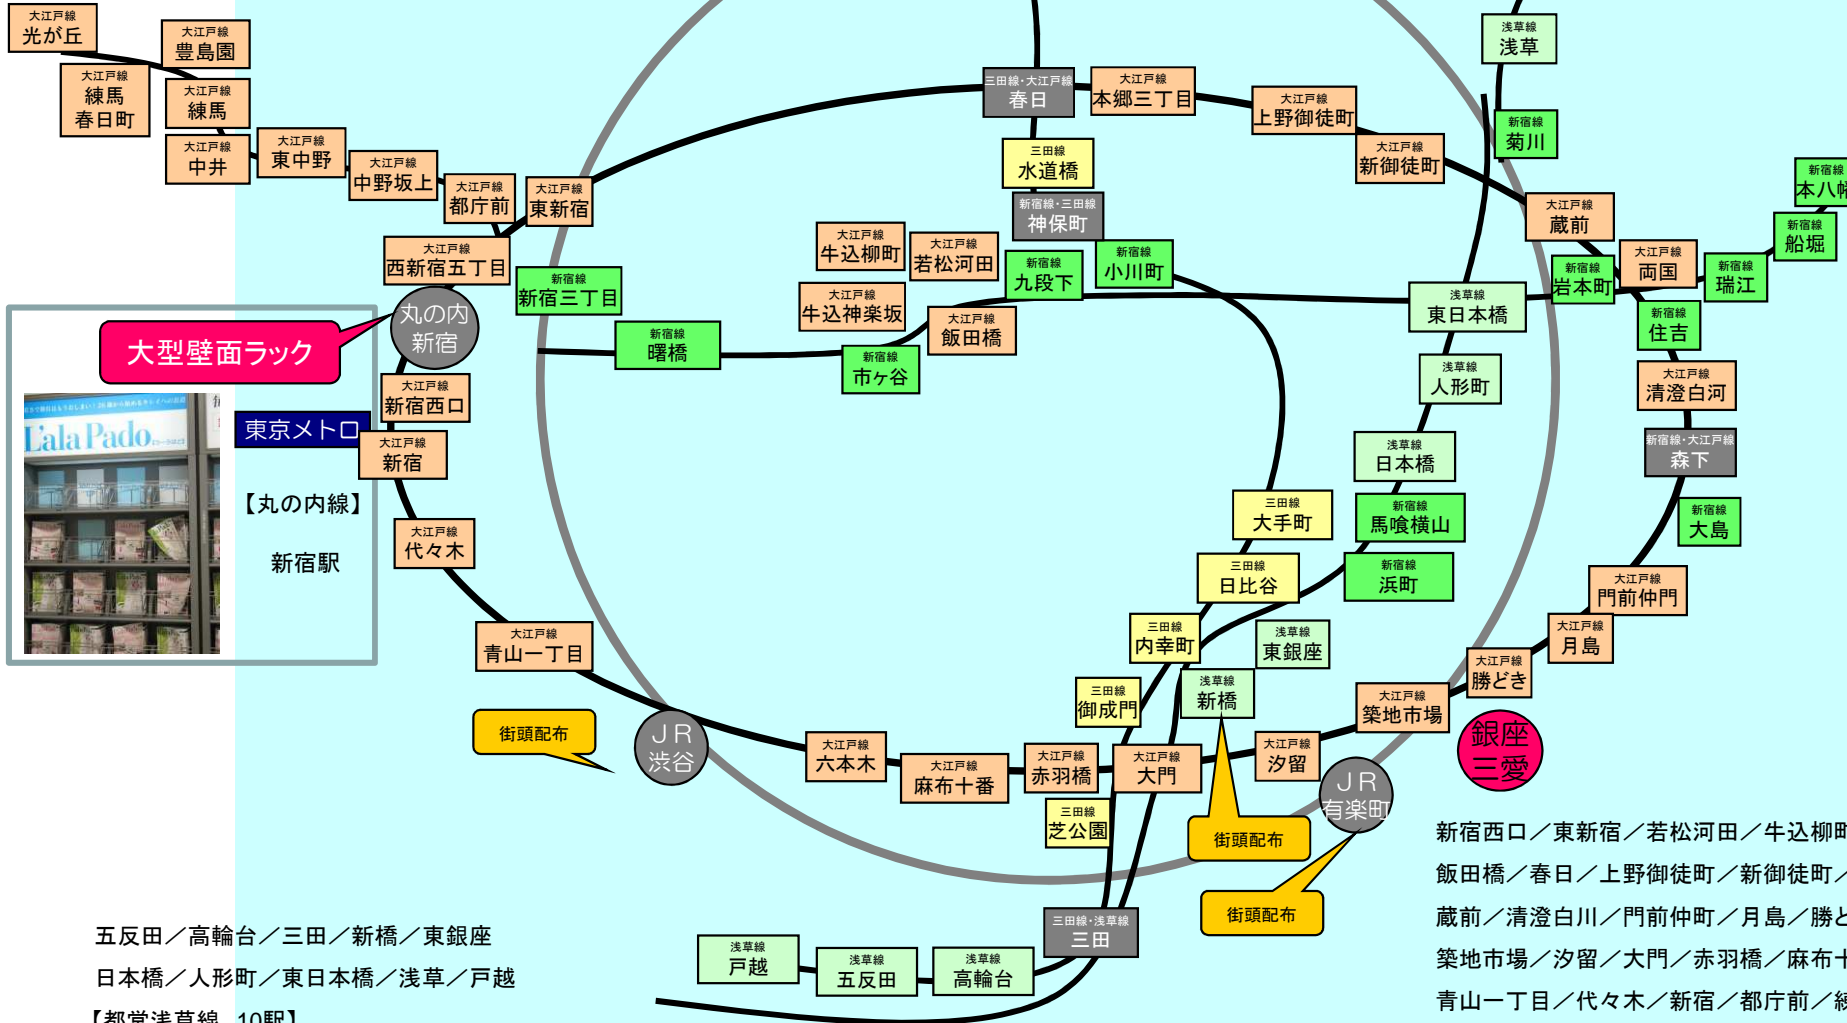 大江戸線
光が丘
大江戸線
豊島園
大江戸線
練馬
春日町
大江戸線
練馬
大江戸線
中井
大江戸線
東中野
大江戸線
中野坂上
大江戸線
都庁前
大江戸線
東新宿
大江戸線
西新宿五丁目
三田線・大江戸線
春日
大江戸線
本郷三丁目
大江戸線
上野御徒町
大江戸線
新御徒町
浅草線
浅草
新宿線
菊川
新宿線
本八幡
新宿線
船堀
大江戸線
蔵前
大江戸線
両国
新宿線
瑞江
新宿線
岩本町
新宿線
住吉
三田線
水道橋
新宿線・三田線
神保町
新宿線
小川町
新宿線
九段下
大江戸線
牛込柳町
大江戸線
若松河田
大江戸線
牛込神楽坂
大江戸線
飯田橋
新宿線
新宿三丁目
新宿線
曙橋
新宿線
市ヶ谷
浅草線
東日本橋
浅草線
人形町
浅草線
日本橋
新宿線
馬喰横山
新宿線
浜町
大江戸線
清澄白河
新宿線・大江戸線
森下
新宿線
大島
大江戸線
門前仲門
大江戸線
月島
大江戸線
勝どき
大江戸線
築地市場
丸の内
新宿
大型壁面ラック
L'ala Pado
東京メトロ
大江戸線
新宿西口
大江戸線
新宿
【丸の内線】
新宿駅
大江戸線
代々木
大江戸線
青山一丁目
三田線
大手町
三田線
日比谷
三田線
内幸町
浅草線
東銀座
浅草線
新橋
三田線
御成門
街頭配布
ＪＲ
渋谷
大江戸線
六本木
大江戸線
麻布十番
大江戸線
赤羽橋
大江戸線
大門
大江戸線
汐留
ＪＲ
有楽町
銀座
三愛
三田線
芝公園
街頭配布
街頭配布
三田線・浅草線
三田
浅草線
戸越
浅草線
五反田
浅草線
高輪台
五反田／高輪台／三田／新橋／東銀座
日本橋／人形町／東日本橋／浅草／戸越
【都営浅草線 10駅】
新宿西口／東新宿／若松河田／牛込柳町
飯田橋／春日／上野御徒町／新御徒町／
蔵前／清澄白川／門前仲町／月島／勝ど
築地市場／汐留／大門／赤羽橋／麻布十
青山一丁目／代々木／新宿／都庁前／練